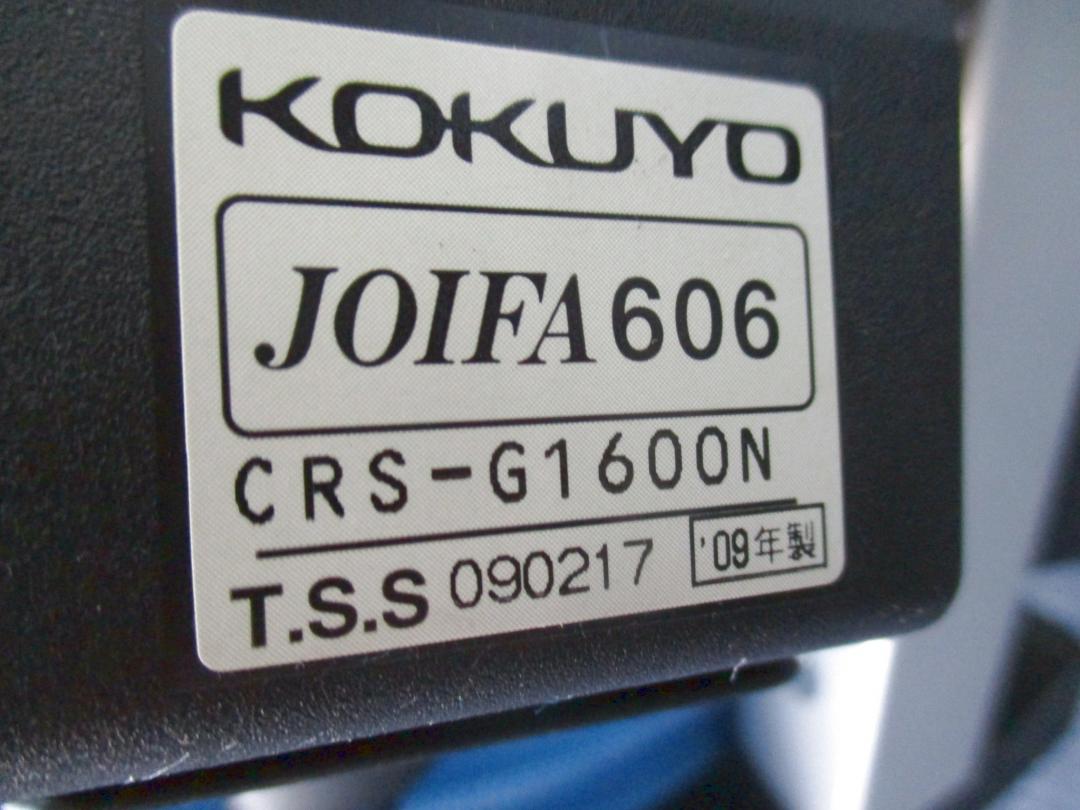 KOKUYO
JOIFA606
CRS-G1600N
T.S.S 090217 '09年製